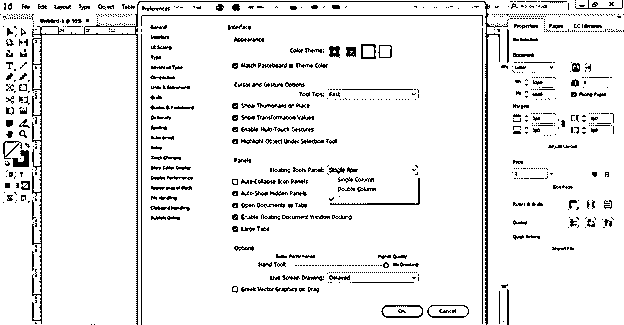 Id File Edit Layout Type Object Table
Preferences
General
Interface
UI Scaling
Type
Advanced Type
Composition
Units & Increments
Grids
Guides & Pasteboard
Dictionary
Spelling
Autocorrect
Notes
Track Changes
Story Editor Display
Display Performance
Appearance of Black
File Handling
Clipboard Handling
Publish Online
Interface
Appearance
Color Theme:
Match Pasteboard to Theme Color
Cursor and Gesture Options
Tool Tips: Fast
Show Thumbnails on Place
Show Transformation Values
Enable Multi-Touch Gestures
Highlight Object Under Selection Tool
Panels
Floating Tools Panel: Single Row
Single Column
Double Column
Auto-Collapse Icon Panels
Auto-Show Hidden Panels
Open Documents as Tabs
Enable Floating Document Window Docking
Large Tabs
Options
Better Performance Higher Quality
Hand Tool: No Greeking
Live Screen Drawing: Delayed
Greek Vector Graphics on Drag
OK Cancel
Properties Pages CC Libraries
No Selection
Document
Letter
Facing Pages
Margins
Adjust Layout
Page
Edit Page
Rulers & Grids
Guides
Import File